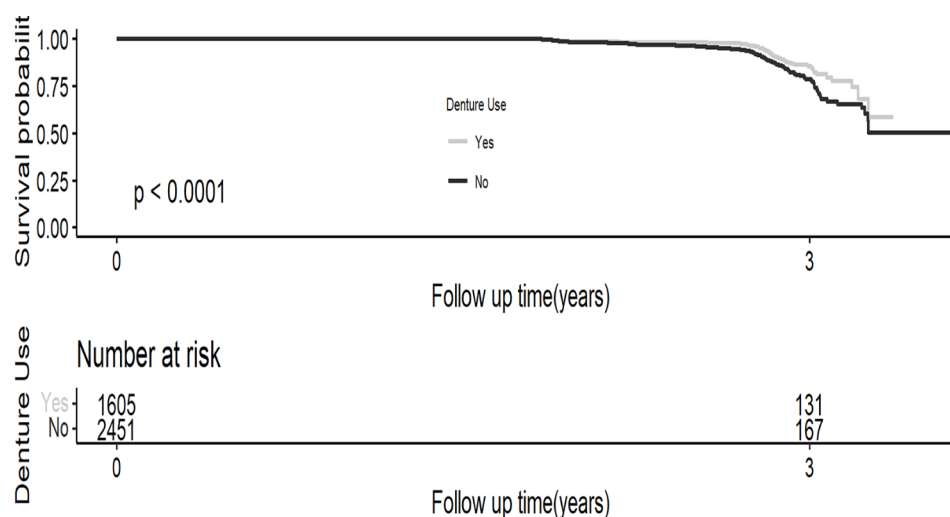 Survival probabilit
1.00
0.75
0.50
0.25
0.00
Denture Use
Yes
No
p < 0.0001
0 3
Follow up time(years)
Number at risk
Denture Use
Yes 1605 131
No 2451 167
0 3
Follow up time(years)